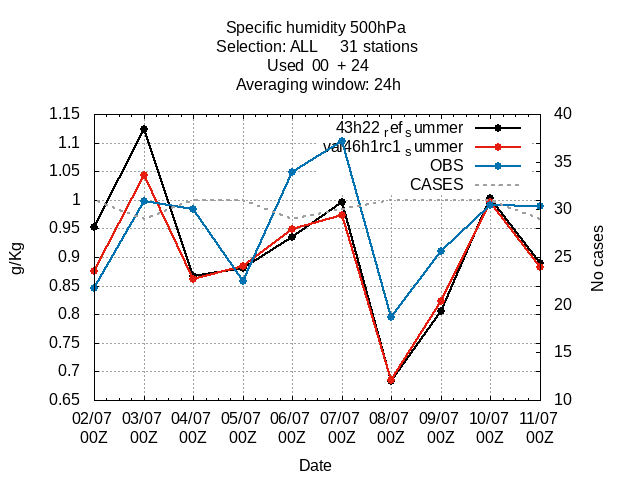 Specific humidity 500hPa
Selection: ALL 31 stations
Used 00 + 24
Averaging window: 24h
43h22 ref summer
val46h1rc1 summer
OBS
CASES
g/Kg
1.15
1.1
1.05
1
0.95
0.9
0.85
0.8
0.75
0.7
0.65
40
35
30
25
20
15
10
No cases
02/07 03/07 04/07 05/07 06/07 07/07 08/07 09/07 10/07 11/07
00Z 00Z 00Z 00Z 00Z 00Z 00Z 00Z 00Z 00Z
Date